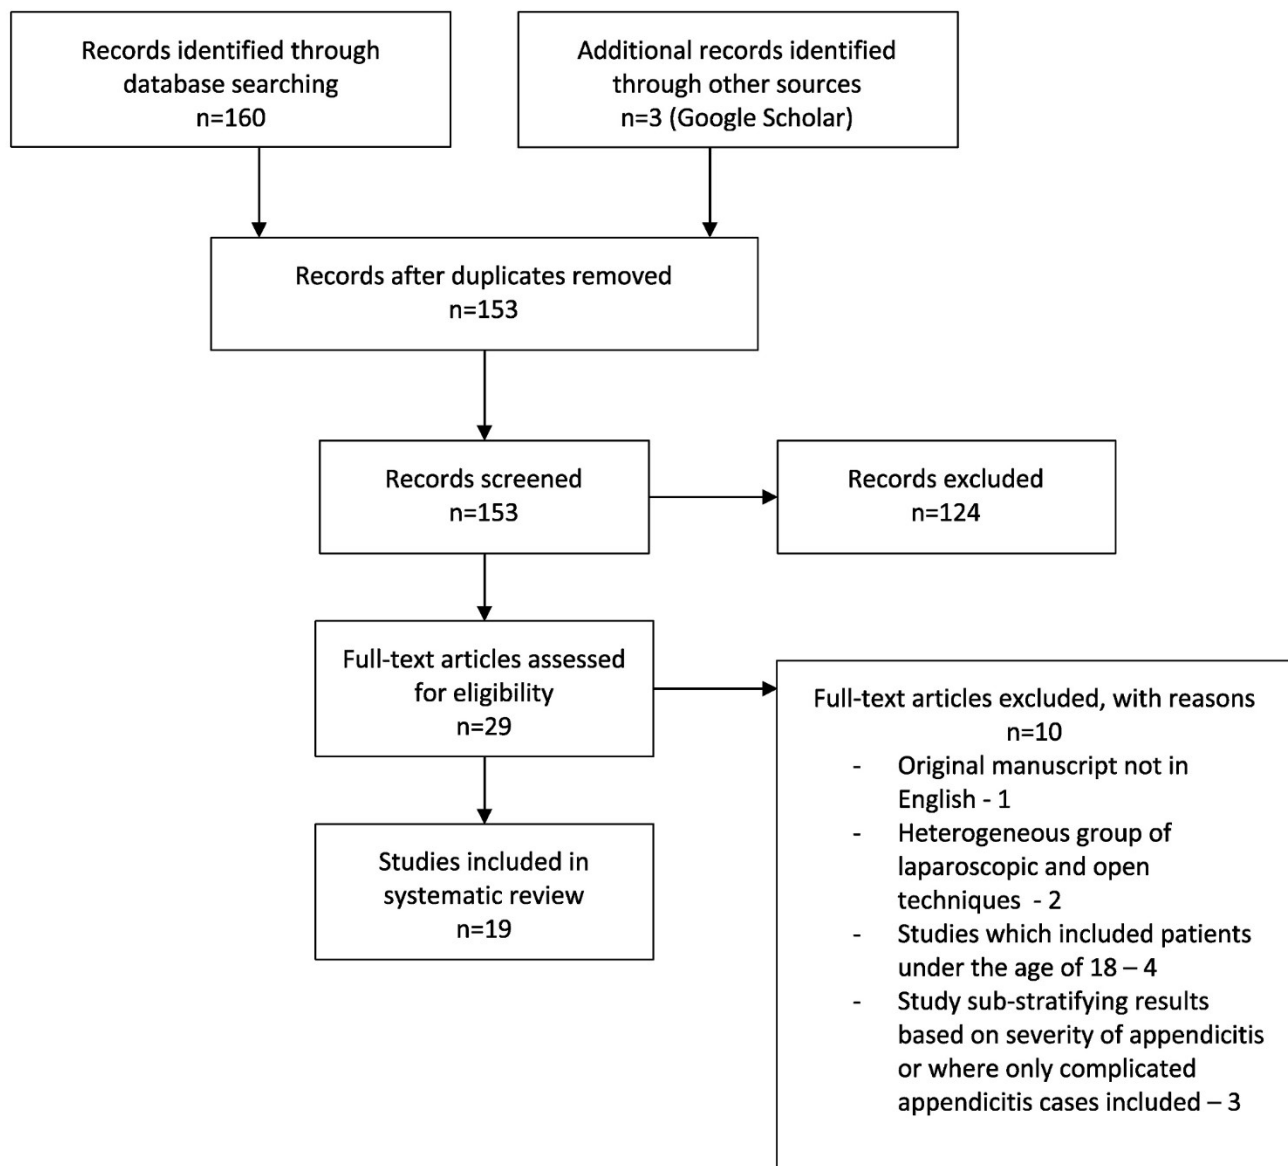 Records identified through
database searching
n=160
Additional records identified
through other sources
n=3 (Google Scholar)
Records after duplicates removed
n=153
Records screened
n=153
Records excluded
n=124
Full-text articles assessed
for eligibility
n=29
Full-text articles excluded, with reasons
n=10
- Original manuscript not in
English - 1
- Heterogeneous group of
laparoscopic and open
techniques - 2
- Studies which included patients
under the age of 18 – 4
- Study sub-stratifying results
based on severity of appendicitis
or where only complicated
appendicitis cases included – 3
Studies included in
systematic review
n=19